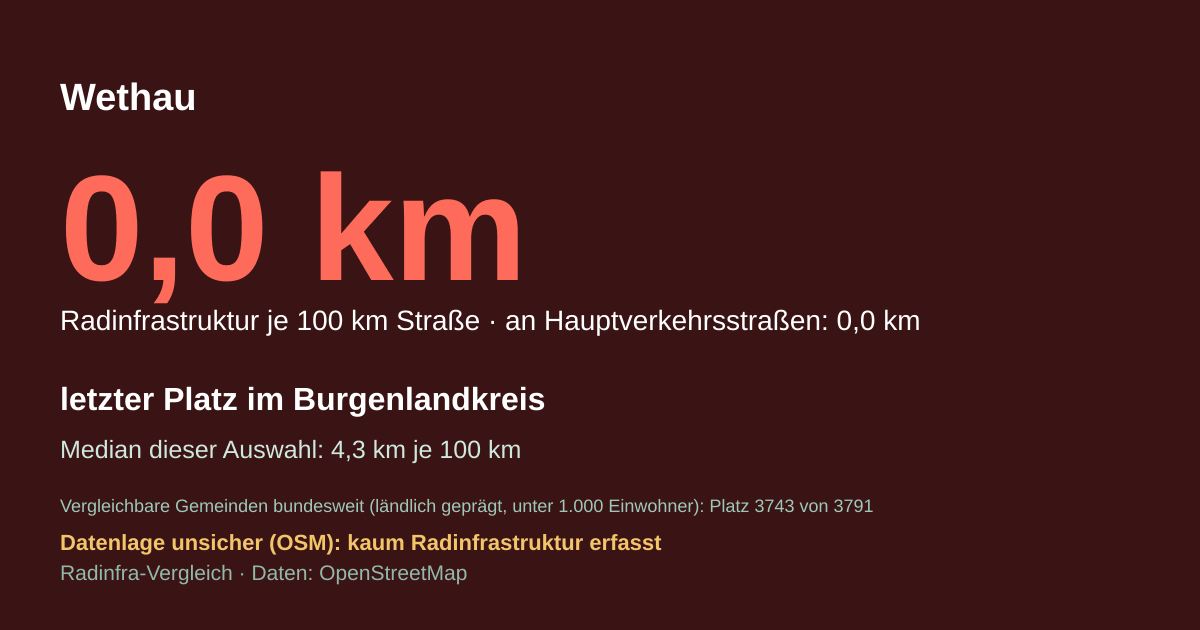 Wethau
0,0 km
Radinfrastruktur je 100 km Straße · an Hauptverkehrsstraßen: 0,0 km
letzter Platz im Burgenlandkreis
Median dieser Auswahl: 4,3 km je 100 km
Vergleichbare Gemeinden bundesweit (ländlich geprägt, unter 1.000 Einwohner): Platz 3743 von 3791
Datenlage unsicher (OSM): kaum Radinfrastruktur erfasst
Radinfra-Vergleich · Daten: OpenStreetMap